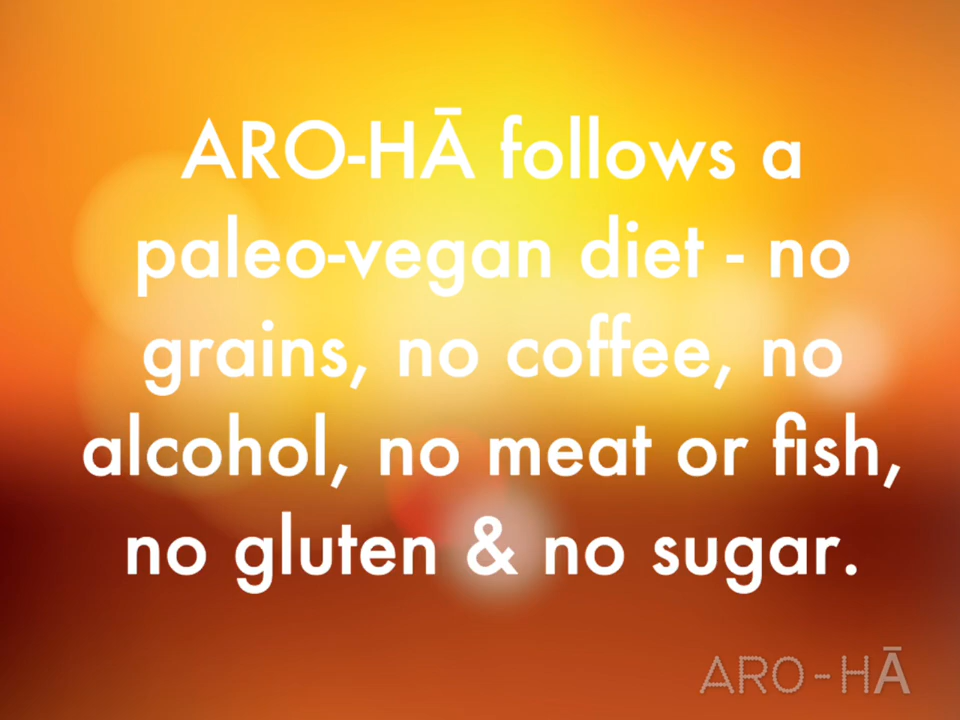 ARO-HĀ follows a
paleo-vegan diet - no
grains, no coffee, no
alcohol, no meat or fish,
no gluten & no sugar.
ARO-HĀ